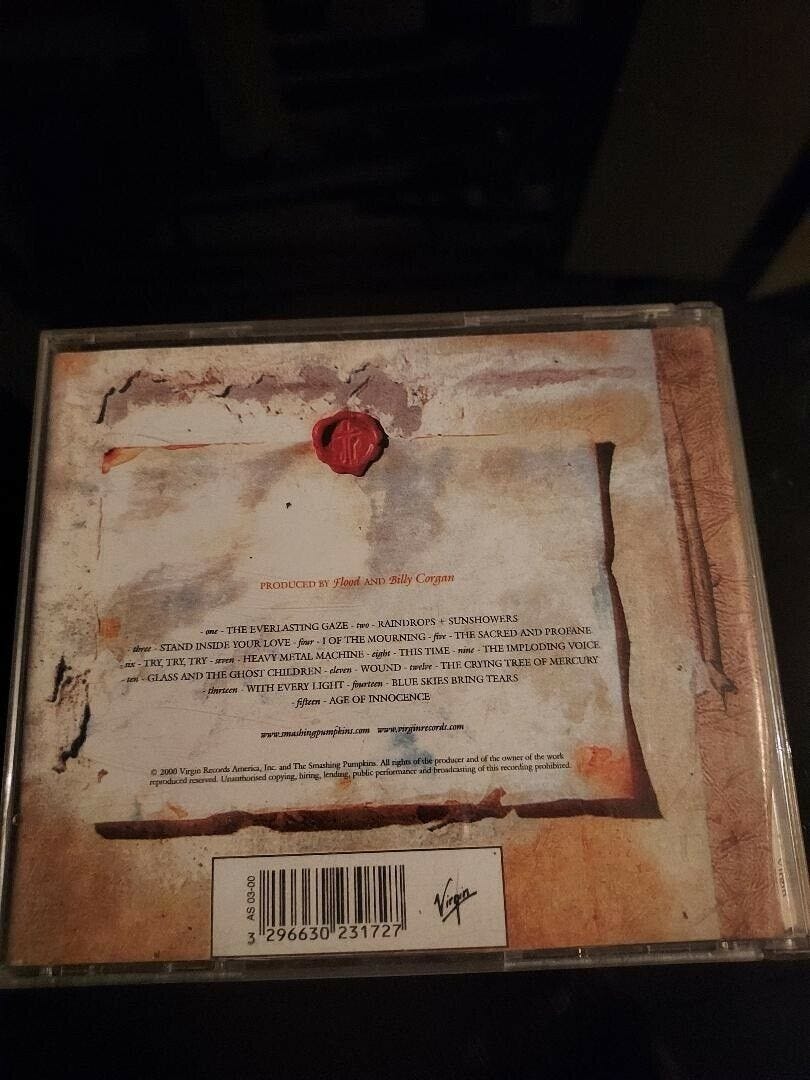 PRODUCED BY Flood AND Billy Corgan
- one - THE EVERLASTING GAZE - two - RAINDROPS + SUNSHOWERS
- three - STAND INSIDE YOUR LOVE - four - I OF THE MOURNING - five - THE SACRED AND PROFANE
- six - TRY, TRY, TRY - seven - HEAVY METAL MACHINE - eight - THIS TIME - nine - THE IMPLODING VOICE
- ten - GLASS AND THE GHOST CHILDREN - eleven - WOUND - twelve - THE CRYING TREE OF MERCURY
- thirteen - WITH EVERY LIGHT - fourteen - BLUE SKIES BRING TEARS
- fifteen - AGE OF INNOCENCE
www.smashingpumpkins.com www.virginrecords.com
© 2000 Virgin Records America, Inc. and The Smashing Pumpkins. All rights of the producer and of the owner of the work
reproduced reserved. Unauthorised copying, hiring, lending, public performance and broadcasting of this recording prohibited.
AS 03-00
3 296630 231727
Virgin